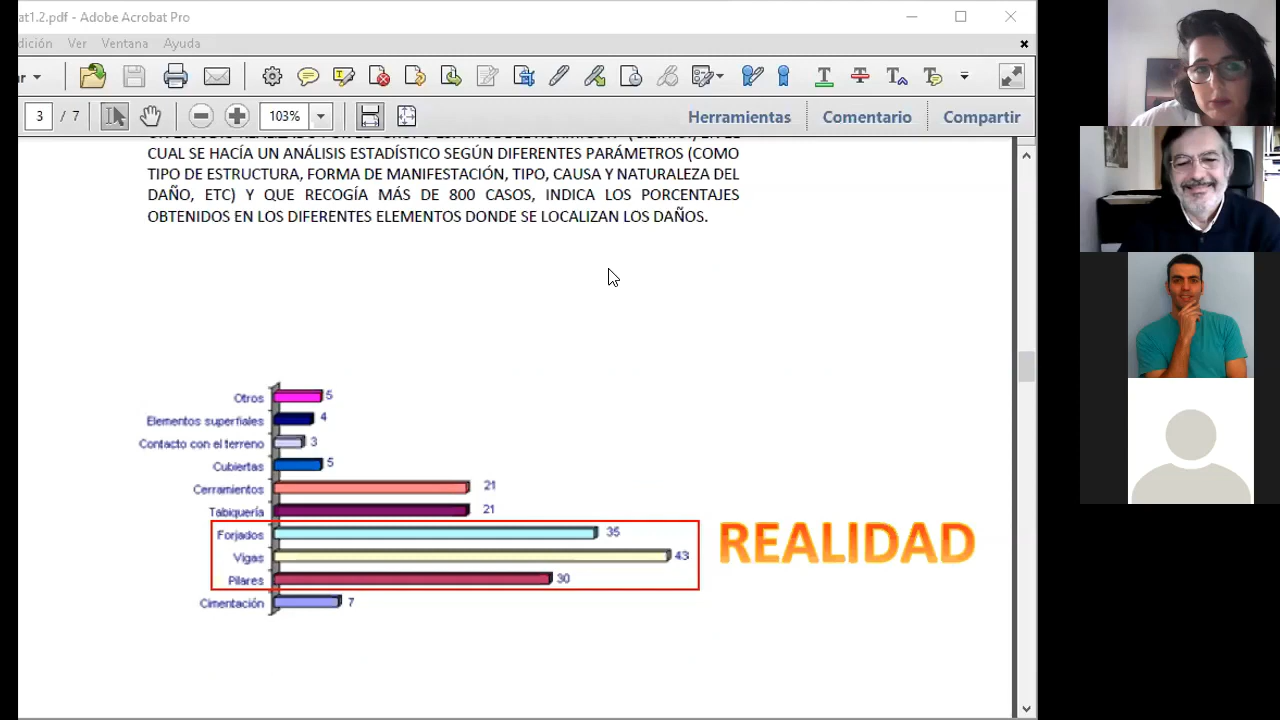 at1.2.pdf - Adobe Acrobat Pro
dición Ver Ventana Ayuda
ar
3 / 7
103%
Herramientas Comentario Compartir
CUAL SE HACÍA UN ANÁLISIS ESTADÍSTICO SEGÚN DIFERENTES PARÁMETROS (COMO
TIPO DE ESTRUCTURA, FORMA DE MANIFESTACIÓN, TIPO, CAUSA Y NATURALEZA DEL
DAÑO, ETC) Y QUE RECOGÍA MÁS DE 800 CASOS, INDICA LOS PORCENTAJES
OBTENIDOS EN LOS DIFERENTES ELEMENTOS DONDE SE LOCALIZAN LOS DAÑOS.
Otros 5
Elementos superfiales 4
Contacto con el terreno 3
Cubiertas 5
Cerramientos 21
Tabiquería 21
Forjados 35
Vigas 43
Pilares 30
Cimentación 7
REALIDAD